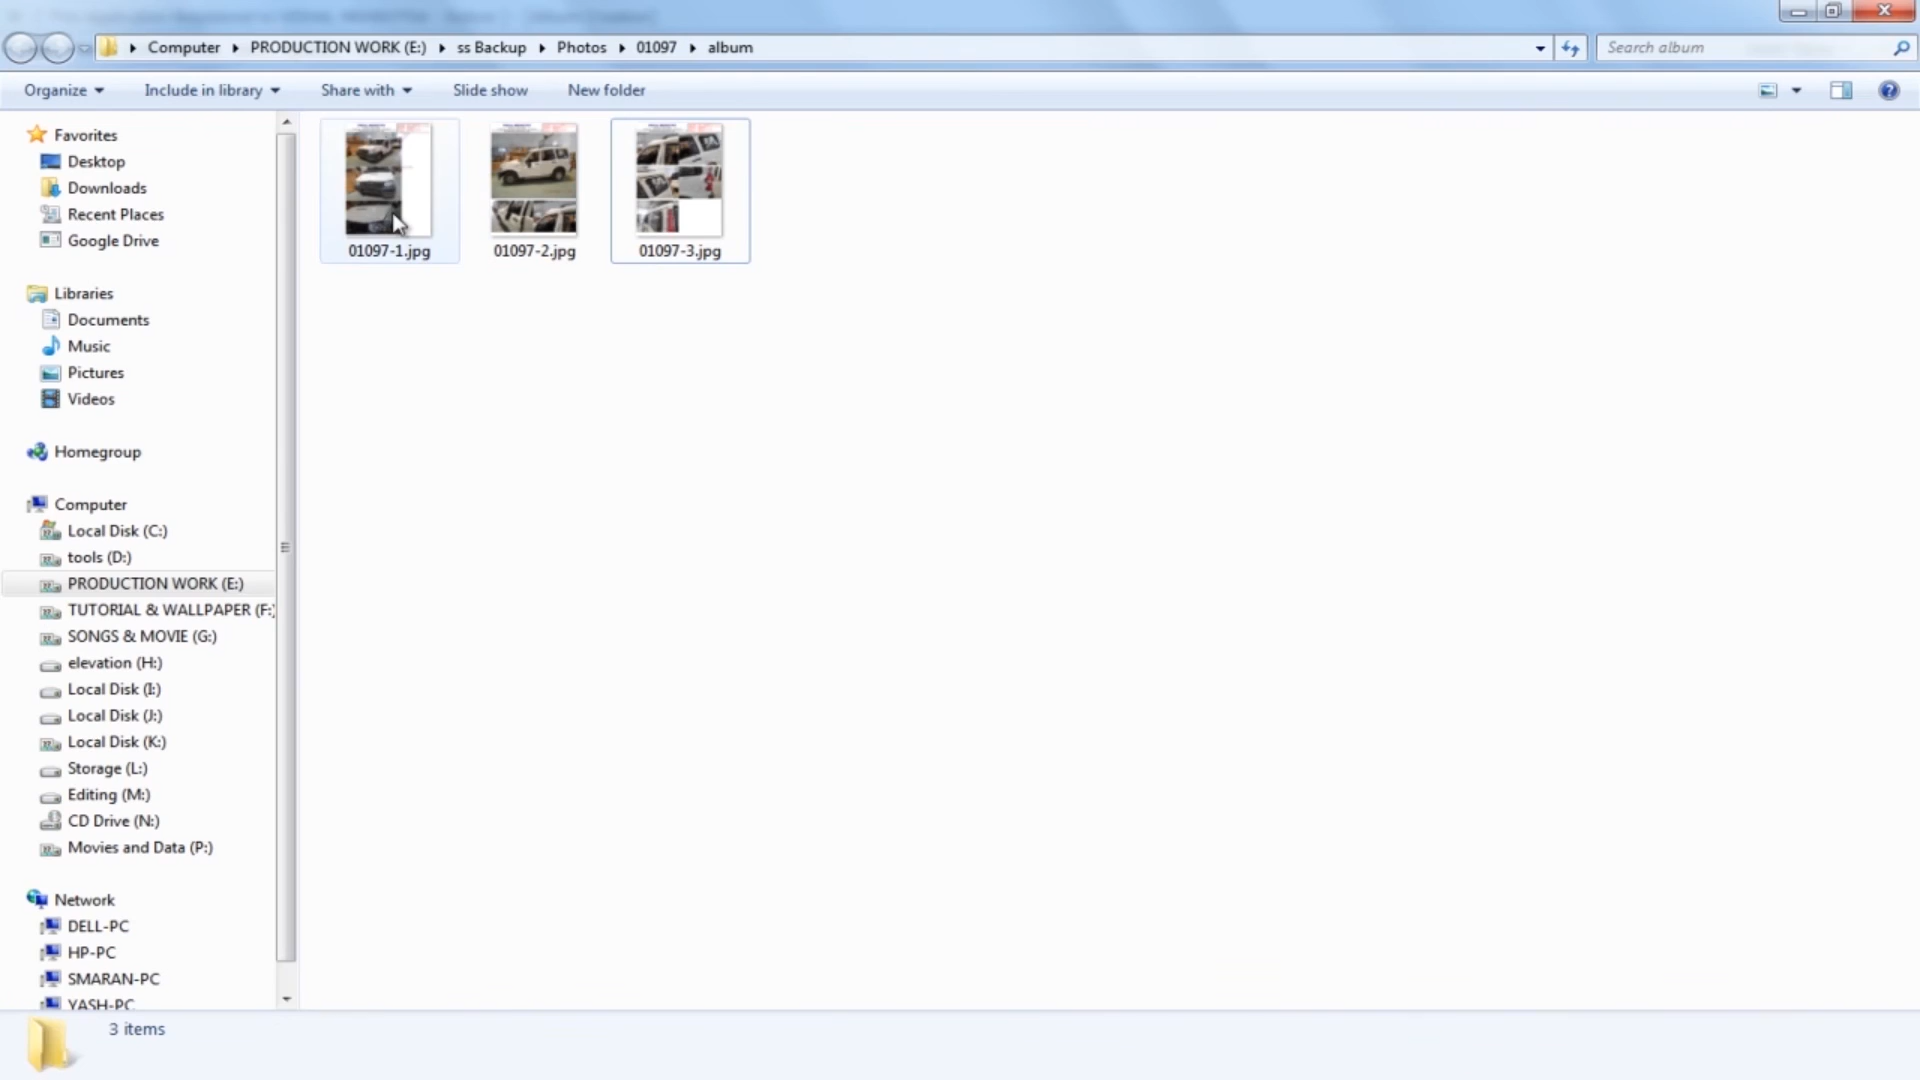 Computer PRODUCTION WORK (E:) ss Backup Photos 01097 album
Search album
Organize Include in library Share with Slide show New folder
Favorites
Desktop
Downloads
Recent Places
Google Drive
Libraries
Documents
Music
Pictures
Videos
Homegroup
Computer
Local Disk (C:)
tools (D:)
PRODUCTION WORK (E:)
TUTORIAL & WALLPAPER (F:)
SONGS & MOVIE (G:)
elevation (H:)
Local Disk (I:)
Local Disk (J:)
Local Disk (K:)
Storage (L:)
Editing (M:)
CD Drive (N:)
Movies and Data (P:)
Network
DELL-PC
HP-PC
SMARAN-PC
YASH-PC
01097-1.jpg
01097-2.jpg
01097-3.jpg
3 items